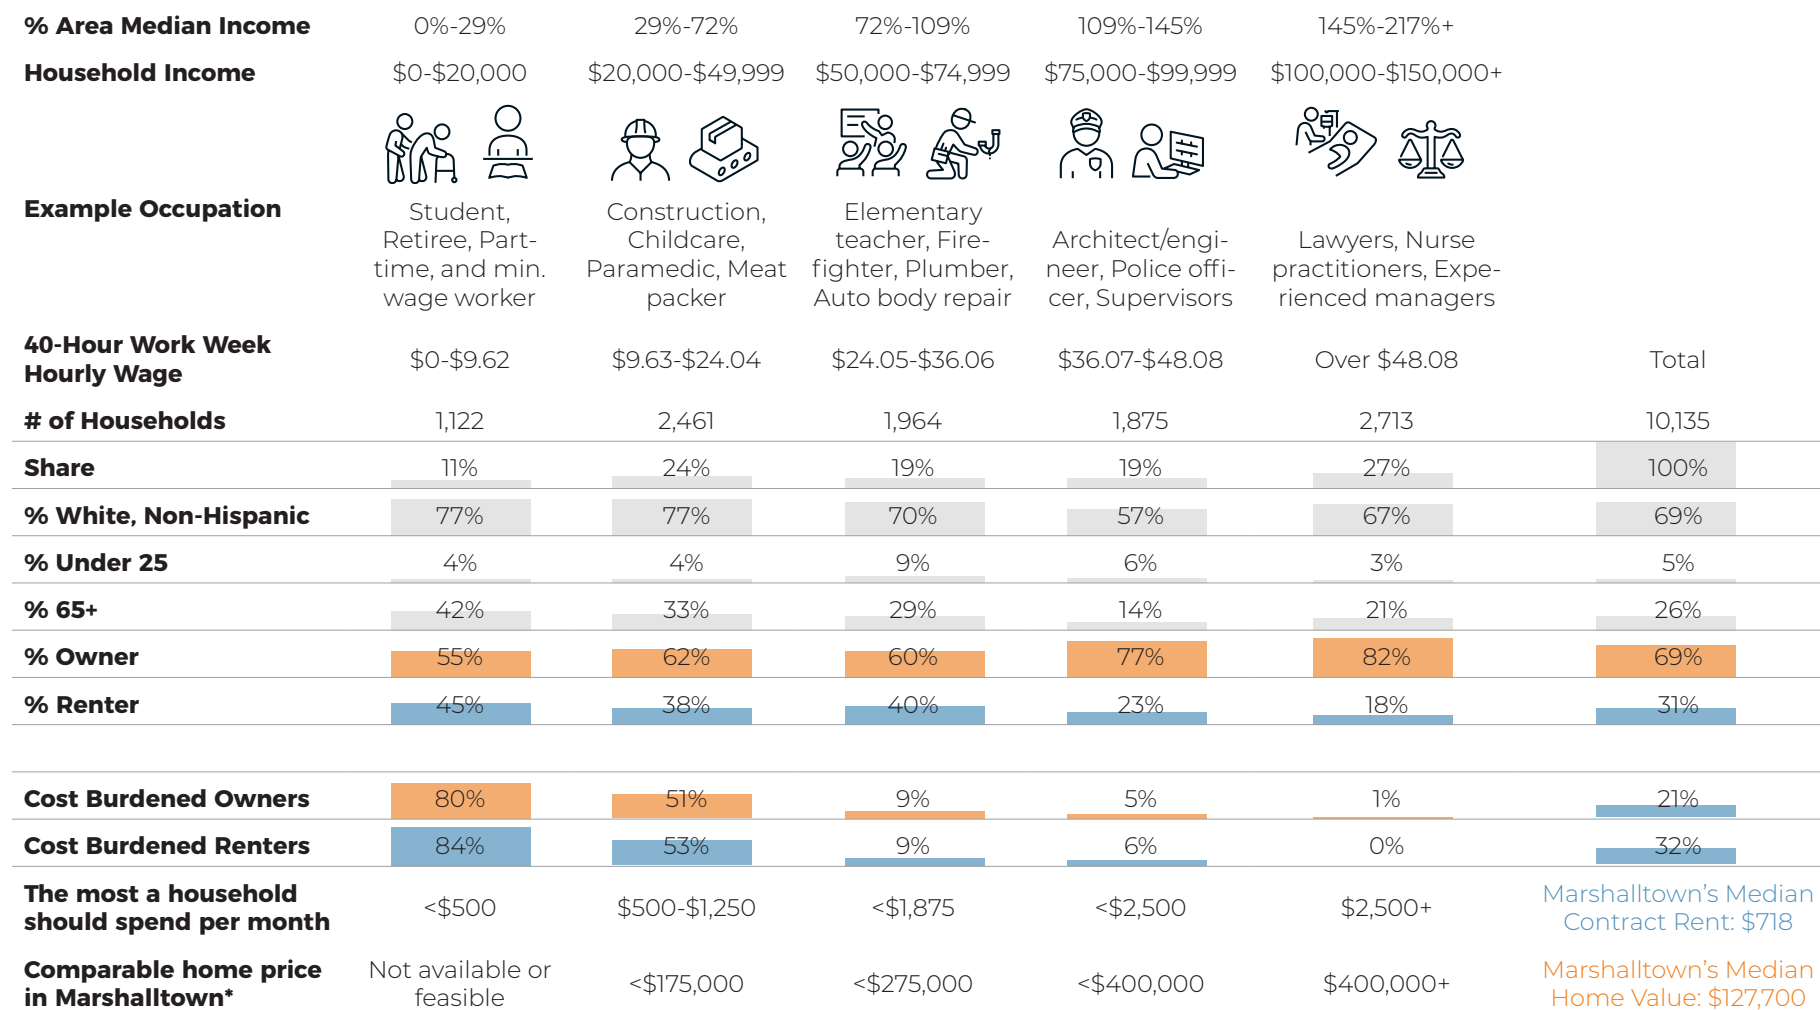 % Area Median Income 0%-29% 29%-72% 72%-109% 109%-145% 145%-217%+
Household Income $0-$20,000 $20,000-$49,999 $50,000-$74,999 $75,000-$99,999 $100,000-$150,000+
Example Occupation
Student,
Retiree, Part-
time, and min.
wage worker
Construction,
Childcare,
Paramedic, Meat
packer
Elementary
teacher, Fire-
fighter, Plumber,
Auto body repair
Architect/engi-
neer, Police offi-
cer, Supervisors
Lawyers, Nurse
practitioners, Expe-
rienced managers
40-Hour Work Week
Hourly Wage
$0-$9.62 $9.63-$24.04 $24.05-$36.06 $36.07-$48.08 Over $48.08 Total
# of Households 1,122 2,461 1,964 1,875 2,713 10,135
Share 11% 24% 19% 19% 27% 100%
% White, Non-Hispanic 77% 77% 70% 57% 67% 69%
% Under 25 4% 4% 9% 6% 3% 5%
% 65+ 42% 33% 29% 14% 21% 26%
% Owner 55% 62% 60% 77% 82% 69%
% Renter 45% 38% 40% 23% 18% 31%
Cost Burdened Owners 80% 51% 9% 5% 1% 21%
Cost Burdened Renters 84% 53% 9% 6% 0% 32%
The most a household
should spend per month
<$500 $500-$1,250 <$1,875 <$2,500 $2,500+
Marshalltown's Median
Contract Rent: $718
Comparable home price
in Marshalltown*
Not available or
feasible
<$175,000 <$275,000 <$400,000 $400,000+
Marshalltown's Median
Home Value: $127,700